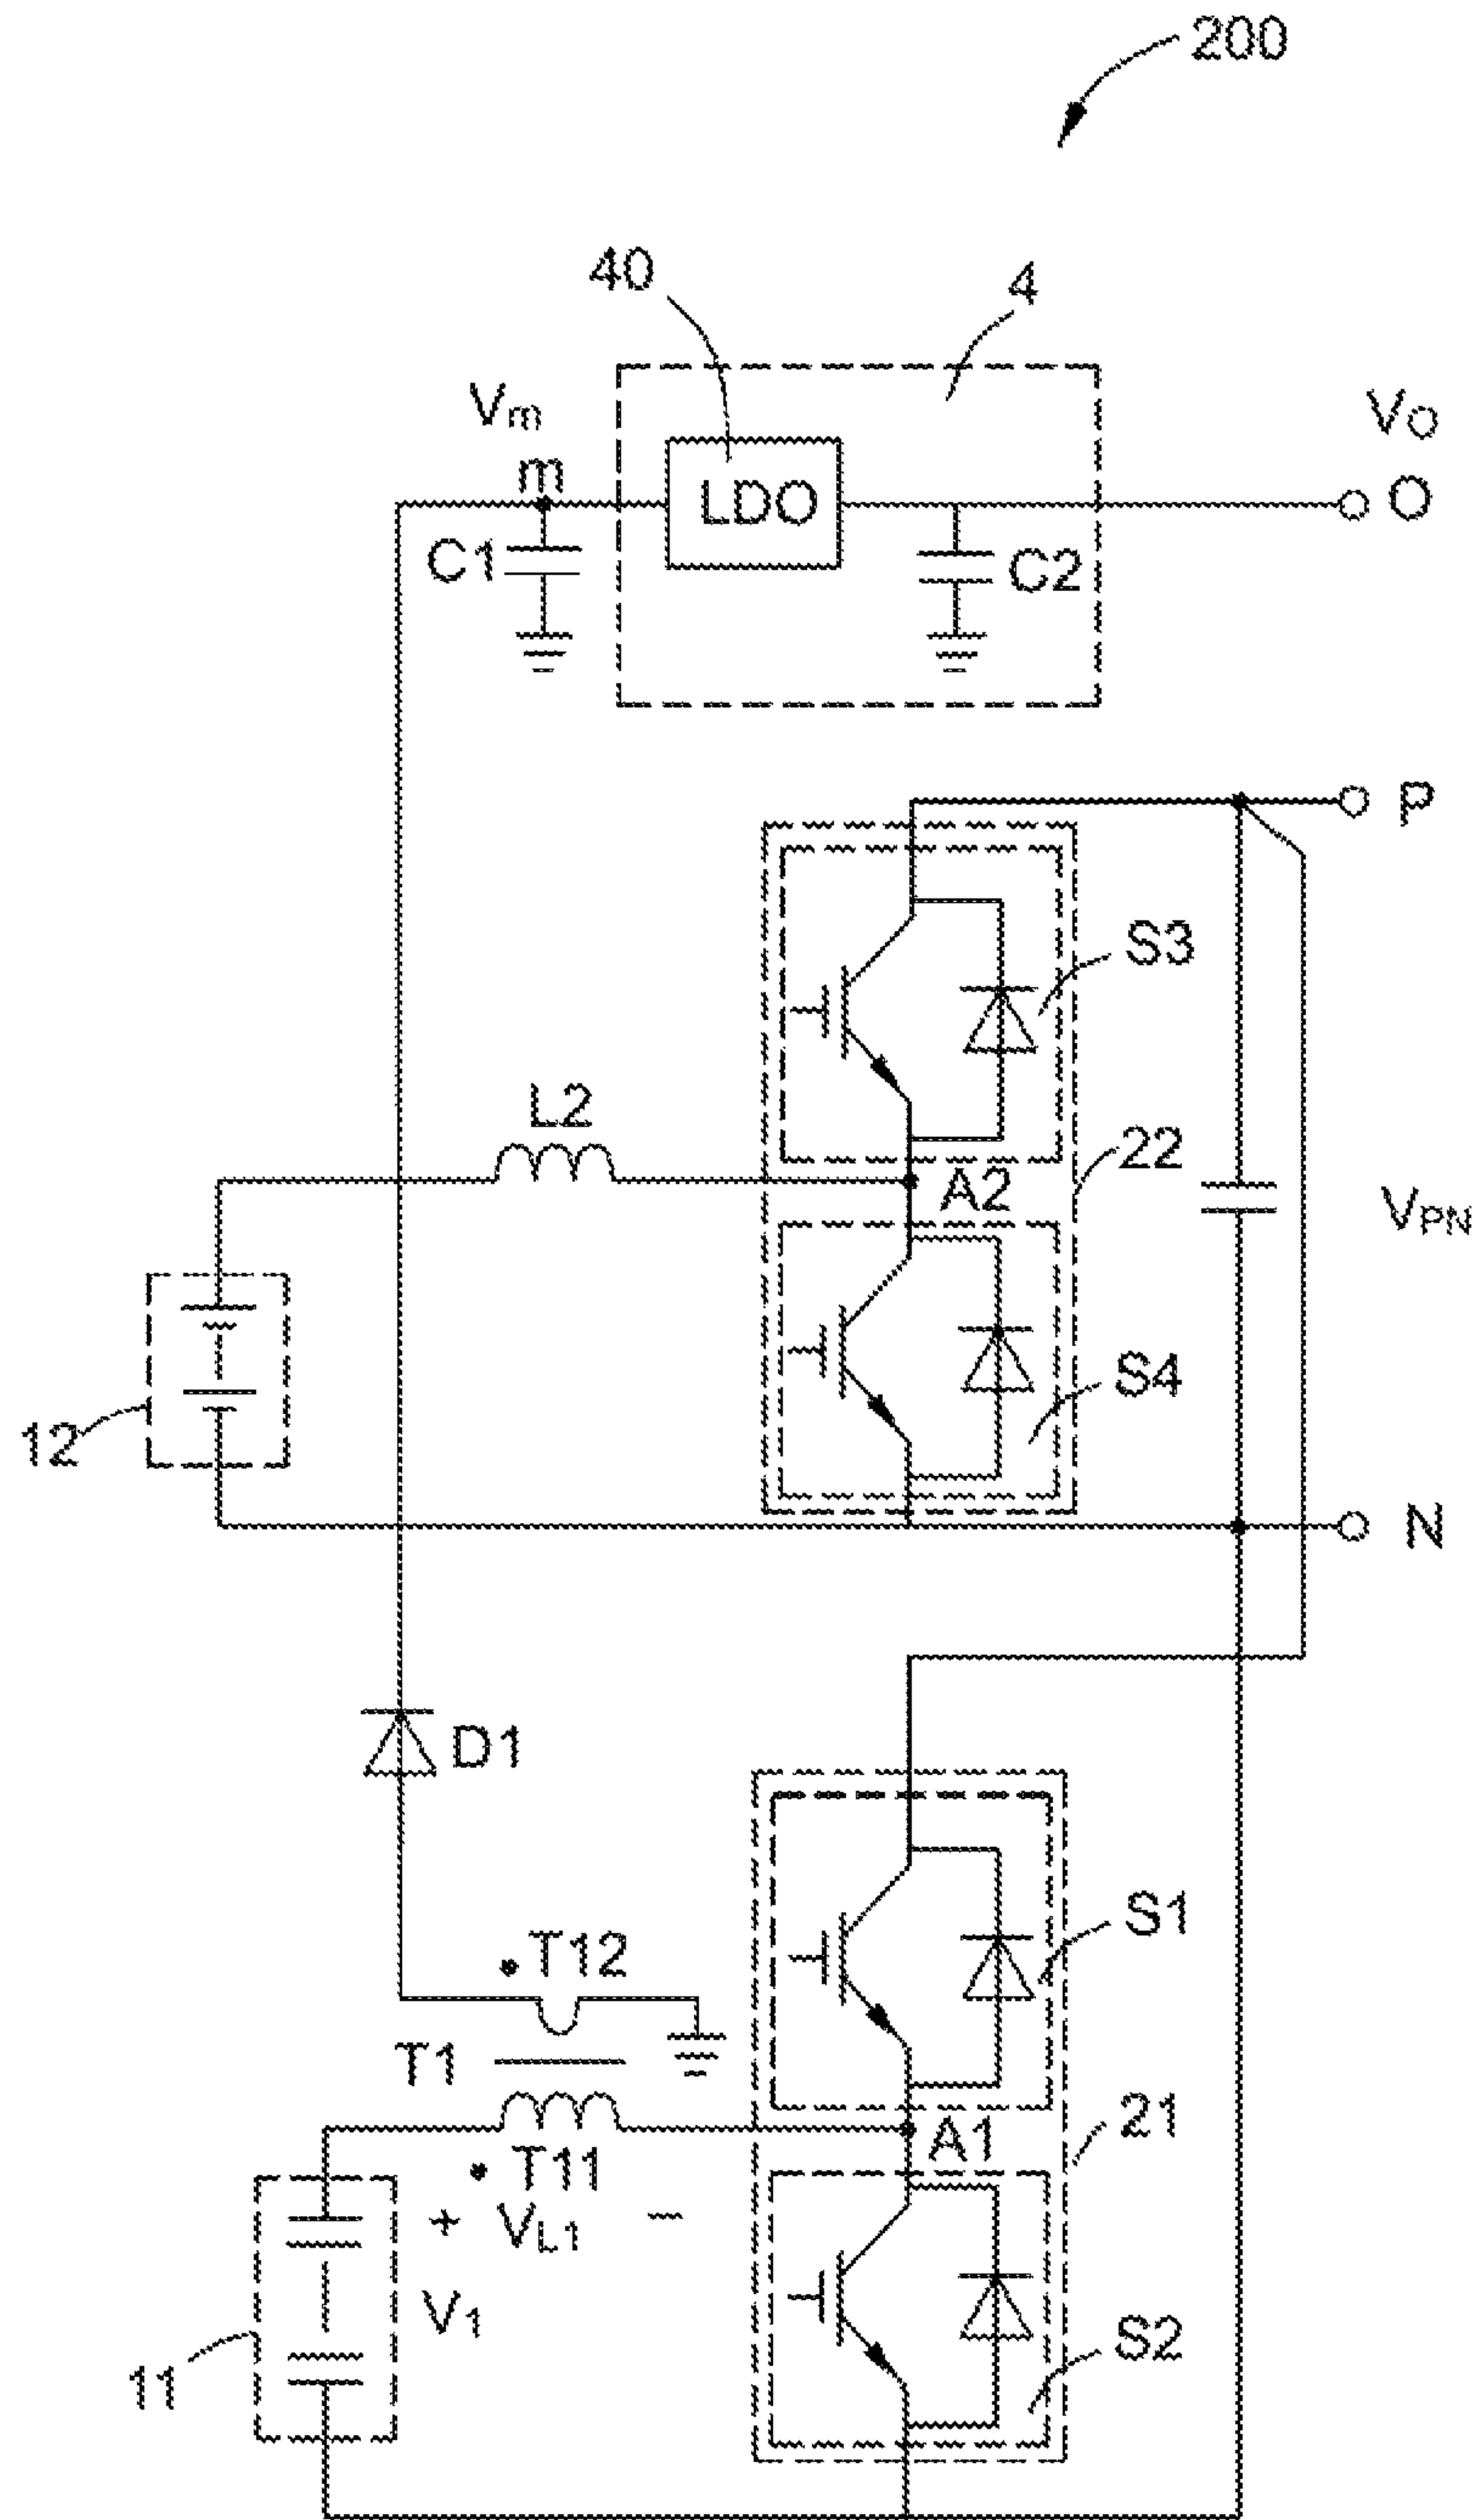 200
40
4
Vm
m
LDO
VO
O
C1
C2
P
S3
L2
22
A2
VPN
S4
12
N
D1
S1
T12
T1
21
A1
T11
+ VL1 −
V1
S2
11